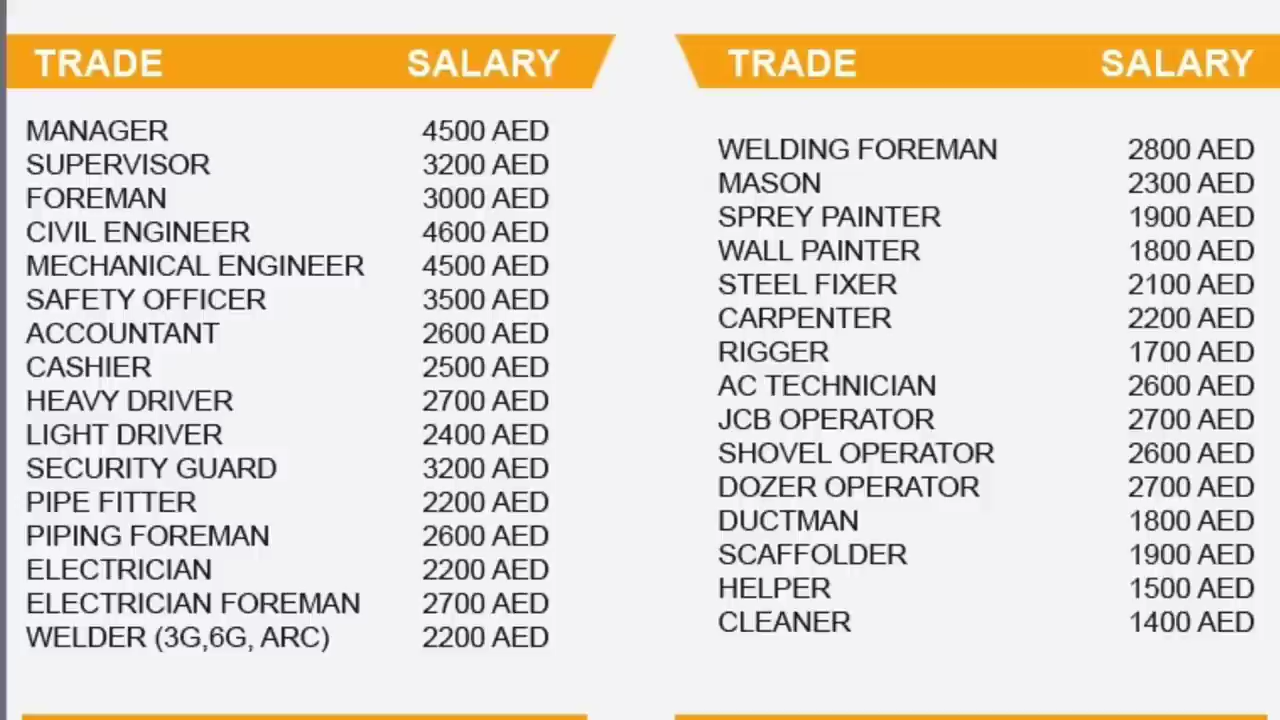 TRADE SALARY
MANAGER 4500 AED
SUPERVISOR 3200 AED
FOREMAN 3000 AED
CIVIL ENGINEER 4600 AED
MECHANICAL ENGINEER 4500 AED
SAFETY OFFICER 3500 AED
ACCOUNTANT 2600 AED
CASHIER 2500 AED
HEAVY DRIVER 2700 AED
LIGHT DRIVER 2400 AED
SECURITY GUARD 3200 AED
PIPE FITTER 2200 AED
PIPING FOREMAN 2600 AED
ELECTRICIAN 2200 AED
ELECTRICIAN FOREMAN 2700 AED
WELDER (3G,6G, ARC) 2200 AED
TRADE SALARY
WELDING FOREMAN 2800 AED
MASON 2300 AED
SPREY PAINTER 1900 AED
WALL PAINTER 1800 AED
STEEL FIXER 2100 AED
CARPENTER 2200 AED
RIGGER 1700 AED
AC TECHNICIAN 2600 AED
JCB OPERATOR 2700 AED
SHOVEL OPERATOR 2600 AED
DOZER OPERATOR 2700 AED
DUCTMAN 1800 AED
SCAFFOLDER 1900 AED
HELPER 1500 AED
CLEANER 1400 AED